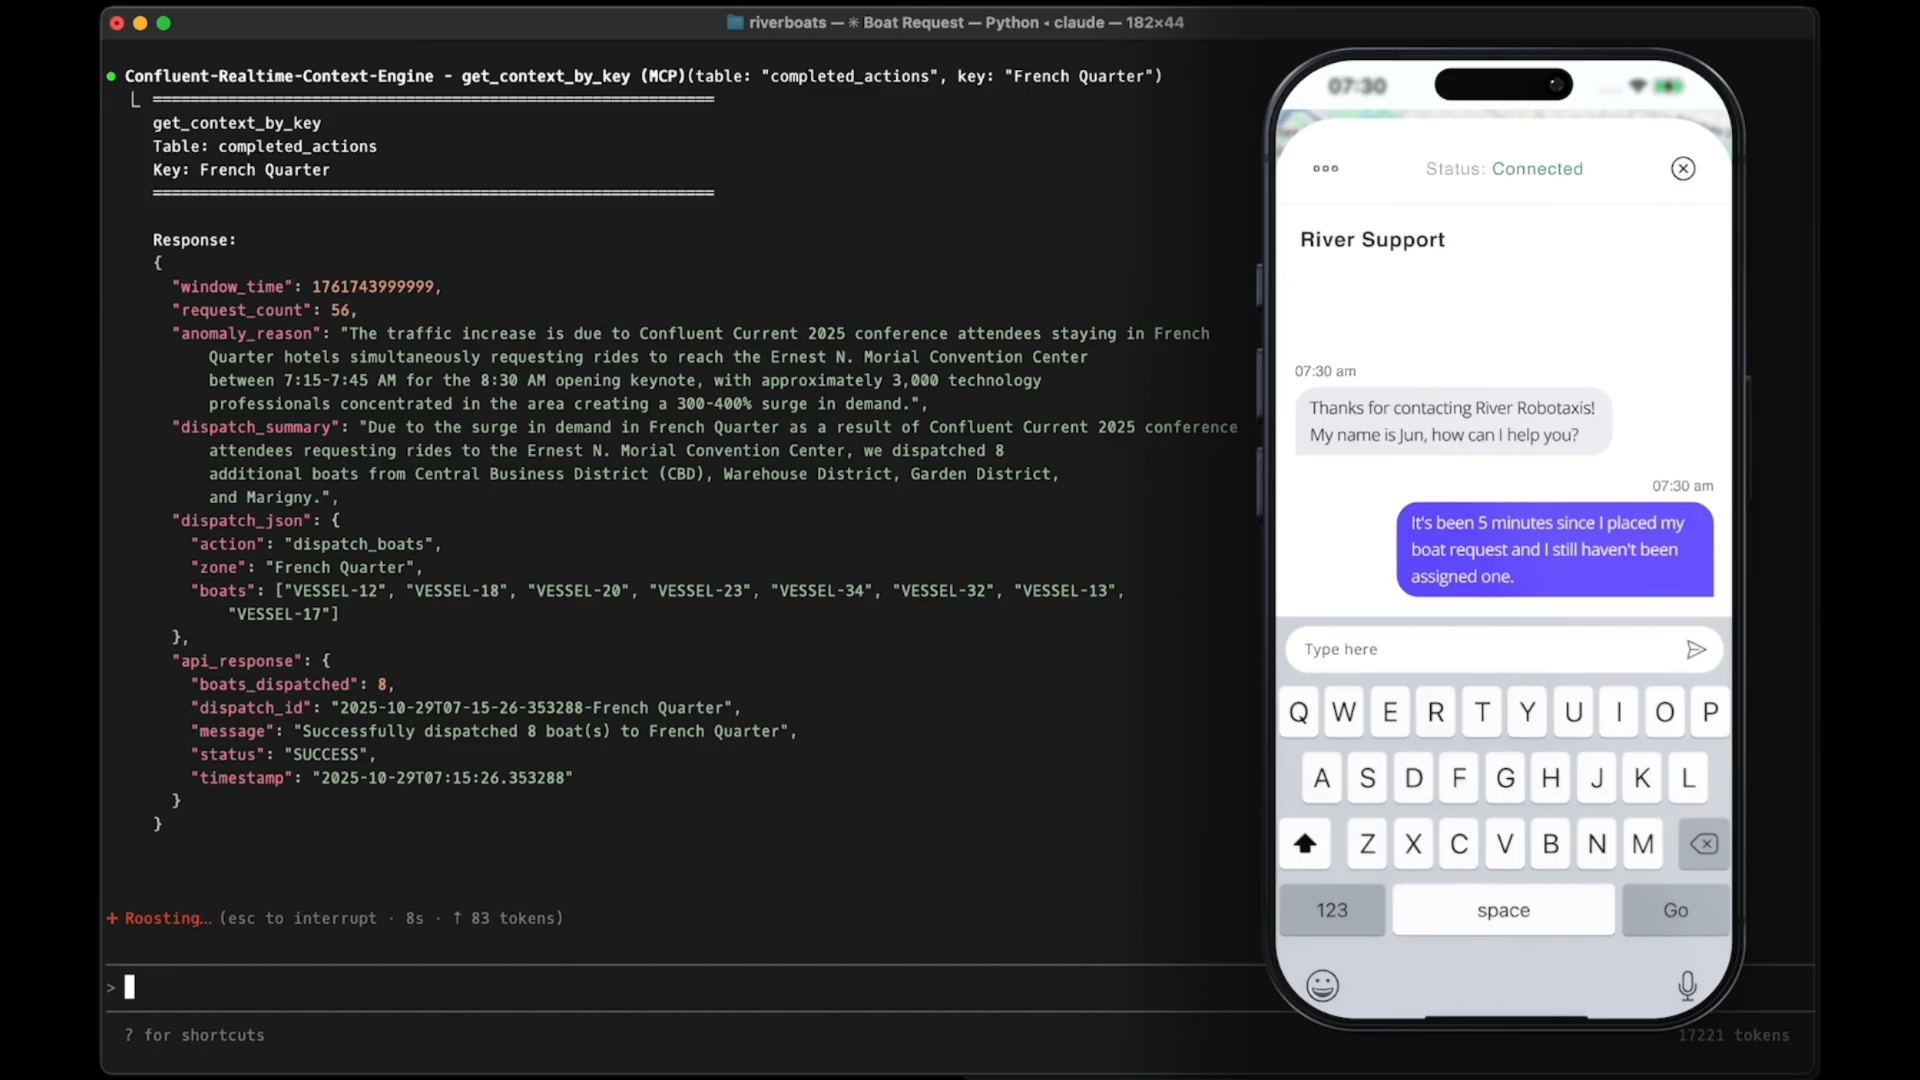 riverboats — ✳ Boat Request — Python ◂ claude — 182×44
Confluent-Realtime-Context-Engine - get_context_by_key (MCP)(table: "completed_actions", key: "French Quarter")
get_context_by_key
Table: completed_actions
Key: French Quarter
Response:
{
"window_time": 1761743999999,
"request_count": 56,
"anomaly_reason": "The traffic increase is due to Confluent Current 2025 conference attendees staying in French
Quarter hotels simultaneously requesting rides to reach the Ernest N. Morial Convention Center
between 7:15-7:45 AM for the 8:30 AM opening keynote, with approximately 3,000 technology
professionals concentrated in the area creating a 300-400% surge in demand.",
"dispatch_summary": "Due to the surge in demand in French Quarter as a result of Confluent Current 2025 conference
attendees requesting rides to the Ernest N. Morial Convention Center, we dispatched 8
additional boats from Central Business District (CBD), Warehouse District, Garden District,
and Marigny.",
"dispatch_json": {
"action": "dispatch_boats",
"zone": "French Quarter",
"boats": ["VESSEL-12", "VESSEL-18", "VESSEL-20", "VESSEL-23", "VESSEL-34", "VESSEL-32", "VESSEL-13",
"VESSEL-17"]
},
"api_response": {
"boats_dispatched": 8,
"dispatch_id": "2025-10-29T07-15-26-353288-French Quarter",
"message": "Successfully dispatched 8 boat(s) to French Quarter",
"status": "SUCCESS",
"timestamp": "2025-10-29T07:15:26.353288"
}
}
Roosting… (esc to interrupt · 8s · ↑ 83 tokens)
>
? for shortcuts
17221 tokens
07:30
Status: Connected
River Support
07:30 am
Thanks for contacting River Robotaxis!
My name is Jun, how can I help you?
07:30 am
It's been 5 minutes since I placed my
boat request and I still haven't been
assigned one.
Type here
Q W E R T Y U I O P
A S D F G H J K L
Z X C V B N M
123 space Go